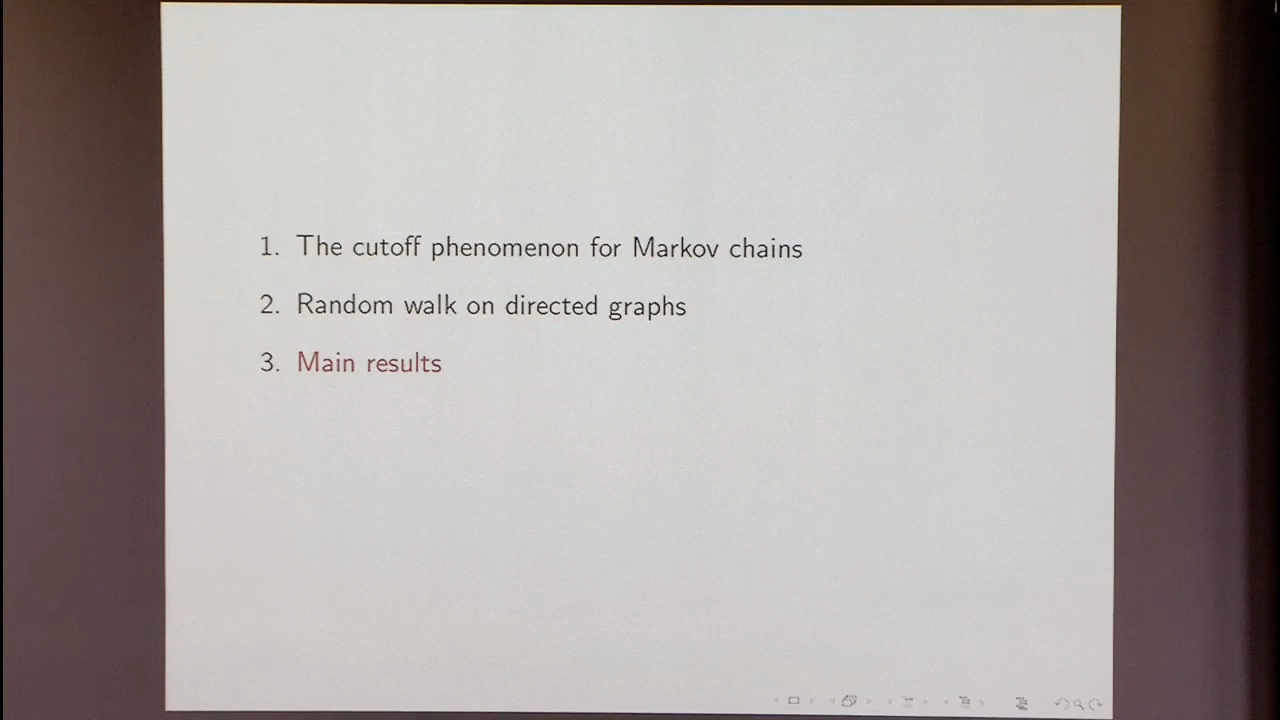 1. The cutoff phenomenon for Markov chains
2. Random walk on directed graphs
3. Main results